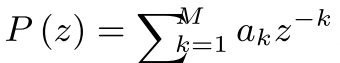 P (z) = ∑_{k=1}^{M} a_k z^{-k}